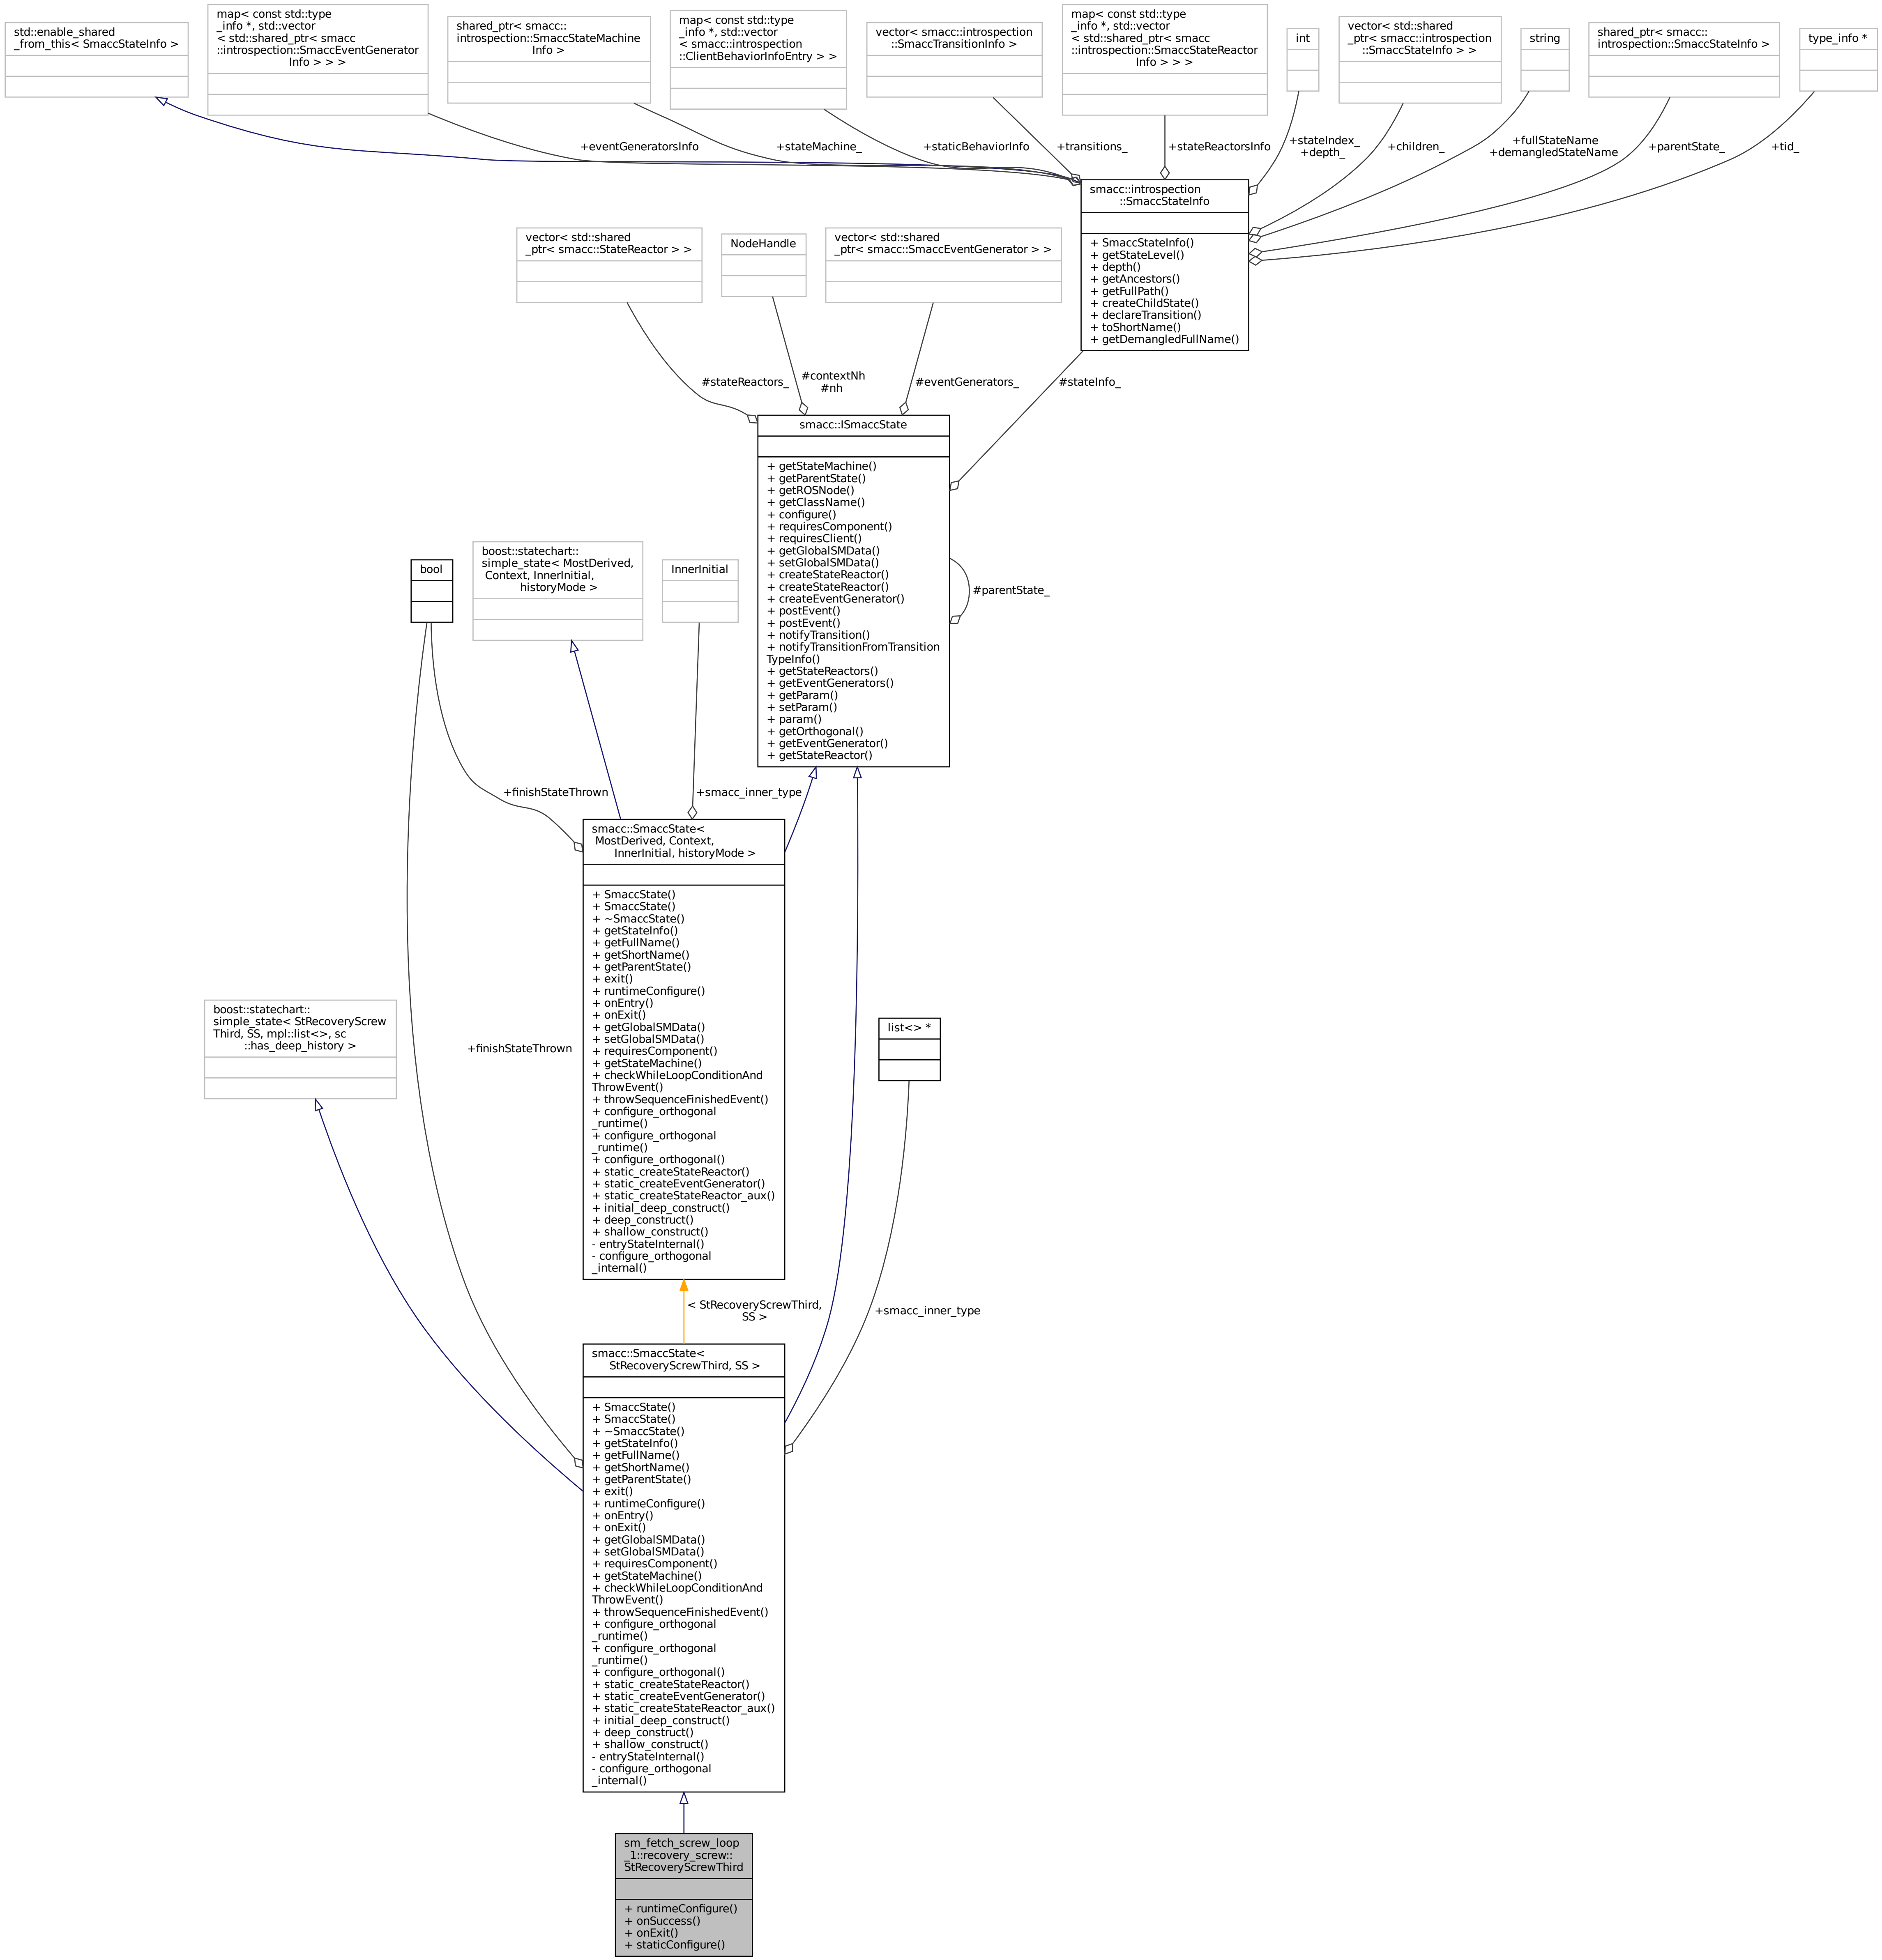 std::enable_shared
_from_this< SmaccStateInfo >
map< const std::type
_info *, std::vector
< std::shared_ptr< smacc
::introspection::SmaccEventGenerator
Info > > >
shared_ptr< smacc::
introspection::SmaccStateMachine
Info >
map< const std::type
_info *, std::vector
< smacc::introspection
::ClientBehaviorInfoEntry > >
vector< smacc::introspection
::SmaccTransitionInfo >
map< const std::type
_info *, std::vector
< std::shared_ptr< smacc
::introspection::SmaccStateReactor
Info > > >
int
vector< std::shared
_ptr< smacc::introspection
::SmaccStateInfo > >
string
shared_ptr< smacc::
introspection::SmaccStateInfo >
type_info *
+eventGeneratorsInfo
+stateMachine_
+staticBehaviorInfo
+transitions_
+stateReactorsInfo
+stateIndex_
+depth_
+children_
+fullStateName
+demangledStateName
+parentState_
+tid_
smacc::introspection
::SmaccStateInfo
+ SmaccStateInfo()
+ getStateLevel()
+ depth()
+ getAncestors()
+ getFullPath()
+ createChildState()
+ declareTransition()
+ toShortName()
+ getDemangledFullName()
vector< std::shared
_ptr< smacc::StateReactor > >
NodeHandle
vector< std::shared
_ptr< smacc::SmaccEventGenerator > >
#stateReactors_
#contextNh
#nh
#eventGenerators_
#stateInfo_
smacc::ISmaccState
+ getStateMachine()
+ getParentState()
+ getROSNode()
+ getClassName()
+ configure()
+ requiresComponent()
+ requiresClient()
+ getGlobalSMData()
+ setGlobalSMData()
+ createStateReactor()
+ createStateReactor()
+ createEventGenerator()
+ postEvent()
+ postEvent()
+ notifyTransition()
+ notifyTransitionFromTransition
TypeInfo()
+ getStateReactors()
+ getEventGenerators()
+ getParam()
+ setParam()
+ param()
+ getOrthogonal()
+ getEventGenerator()
+ getStateReactor()
#parentState_
bool
boost::statechart::
simple_state< MostDerived,
Context, InnerInitial,
historyMode >
InnerInitial
+finishStateThrown
+smacc_inner_type
smacc::SmaccState<
MostDerived, Context,
InnerInitial, historyMode >
+ SmaccState()
+ SmaccState()
+ ~SmaccState()
+ getStateInfo()
+ getFullName()
+ getShortName()
+ getParentState()
+ exit()
+ runtimeConfigure()
+ onEntry()
+ onExit()
+ getGlobalSMData()
+ setGlobalSMData()
+ requiresComponent()
+ getStateMachine()
+ checkWhileLoopConditionAnd
ThrowEvent()
+ throwSequenceFinishedEvent()
+ configure_orthogonal
_runtime()
+ configure_orthogonal
_runtime()
+ configure_orthogonal()
+ static_createStateReactor()
+ static_createEventGenerator()
+ static_createStateReactor_aux()
+ initial_deep_construct()
+ deep_construct()
+ shallow_construct()
- entryStateInternal()
- configure_orthogonal
_internal()
boost::statechart::
simple_state< StRecoveryScrew
Third, SS, mpl::list<>, sc
::has_deep_history >
+finishStateThrown
list<> *
< StRecoveryScrewThird,
SS >
+smacc_inner_type
smacc::SmaccState<
StRecoveryScrewThird, SS >
+ SmaccState()
+ SmaccState()
+ ~SmaccState()
+ getStateInfo()
+ getFullName()
+ getShortName()
+ getParentState()
+ exit()
+ runtimeConfigure()
+ onEntry()
+ onExit()
+ getGlobalSMData()
+ setGlobalSMData()
+ requiresComponent()
+ getStateMachine()
+ checkWhileLoopConditionAnd
ThrowEvent()
+ throwSequenceFinishedEvent()
+ configure_orthogonal
_runtime()
+ configure_orthogonal
_runtime()
+ configure_orthogonal()
+ static_createStateReactor()
+ static_createEventGenerator()
+ static_createStateReactor_aux()
+ initial_deep_construct()
+ deep_construct()
+ shallow_construct()
- entryStateInternal()
- configure_orthogonal
_internal()
sm_fetch_screw_loop
_1::recovery_screw::
StRecoveryScrewThird
+ runtimeConfigure()
+ onSuccess()
+ onExit()
+ staticConfigure()